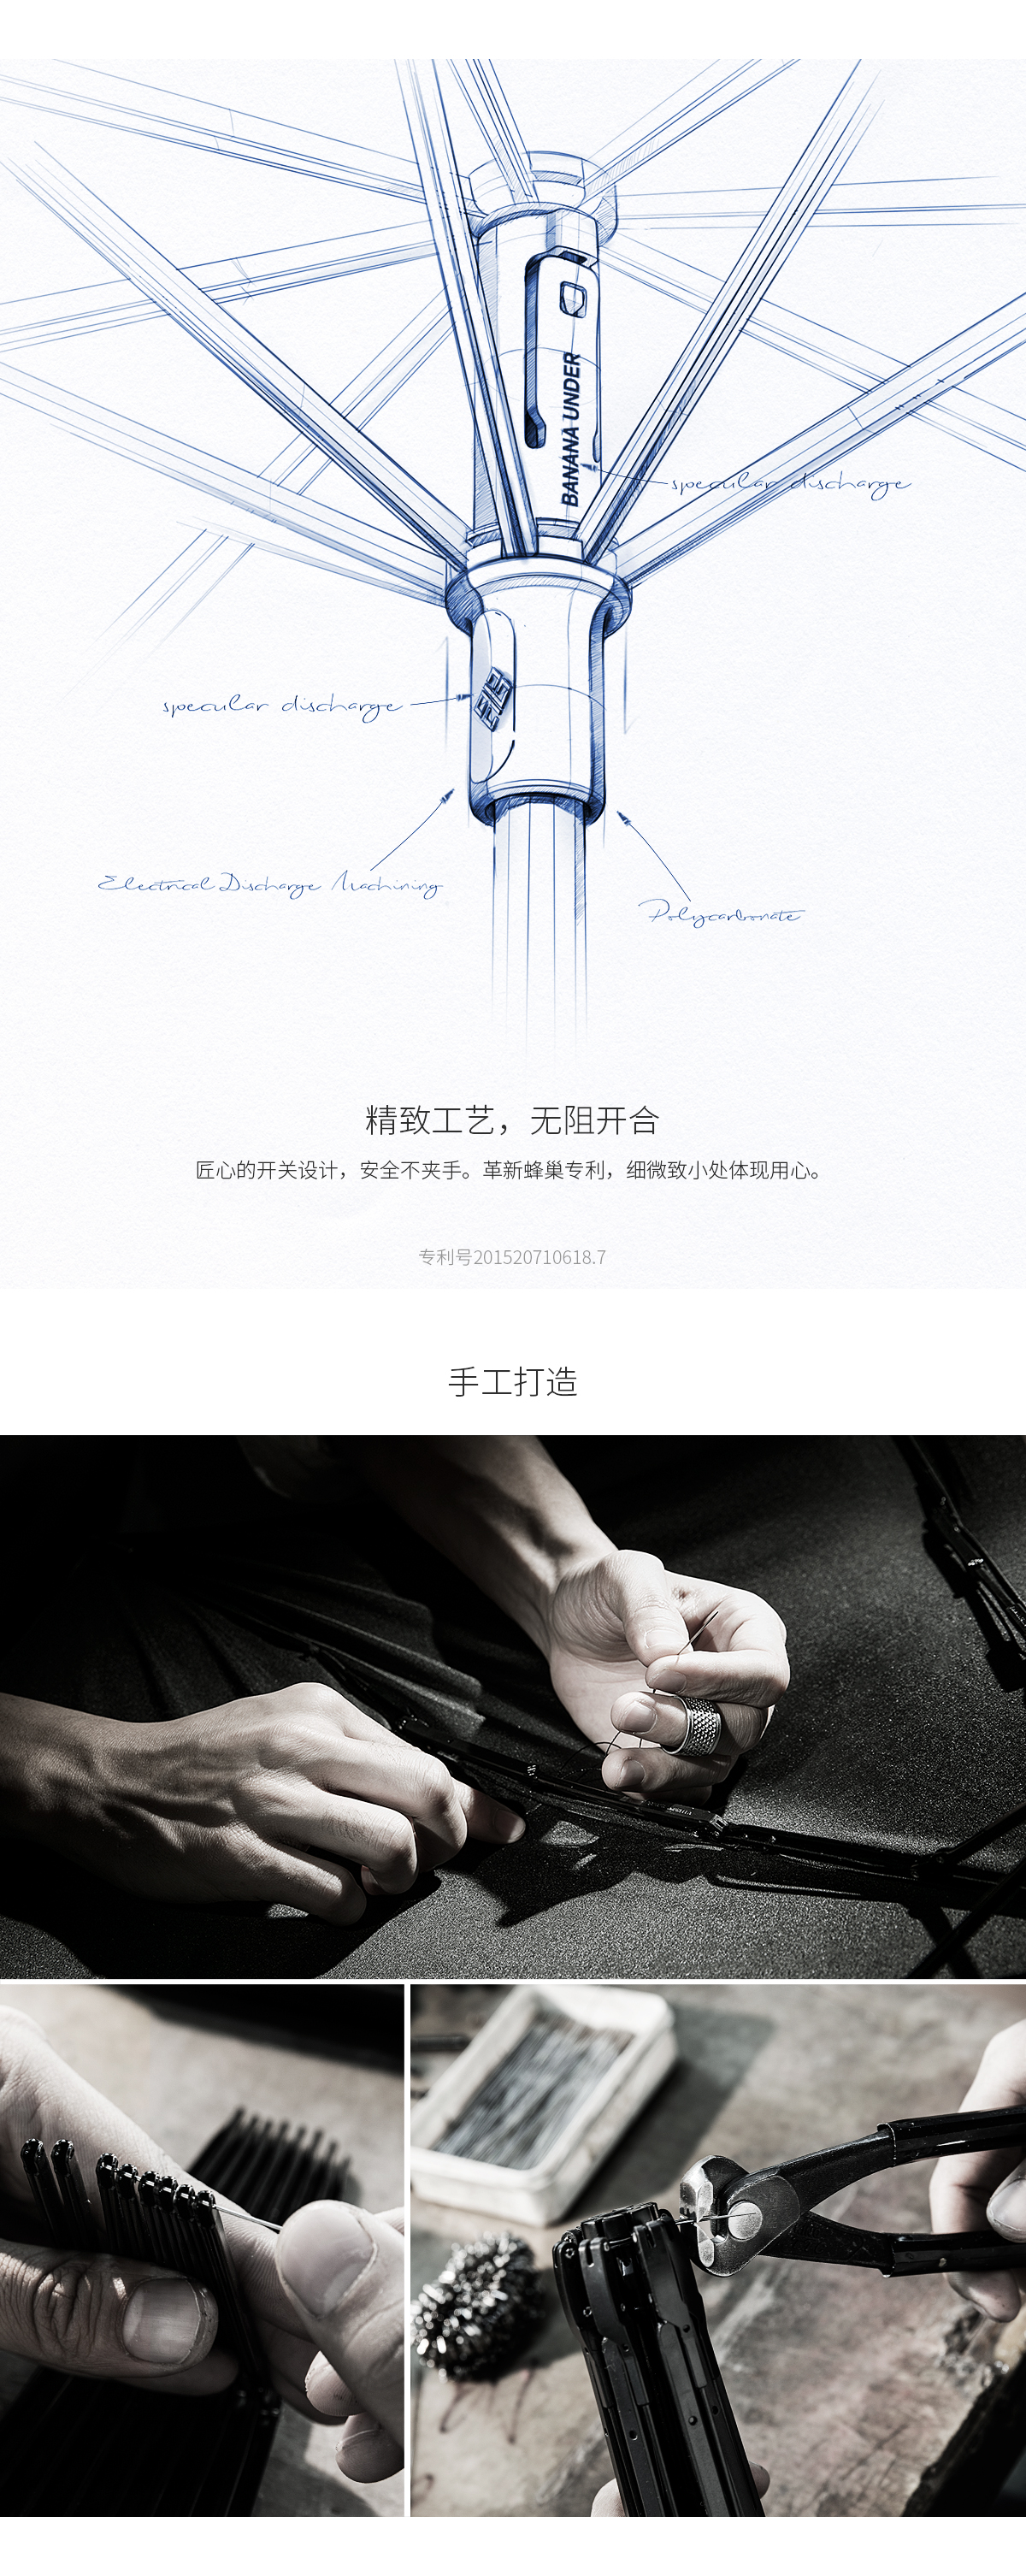 BANANA UNDER
specular discharge
specular discharge
Electrical Discharge Machining
Polycarbonate
精致工艺，无阻开合
匠心的开关设计，安全不夹手。革新蜂巢专利，细微致小处体现用心。
专利号201520710618.7
手工打造